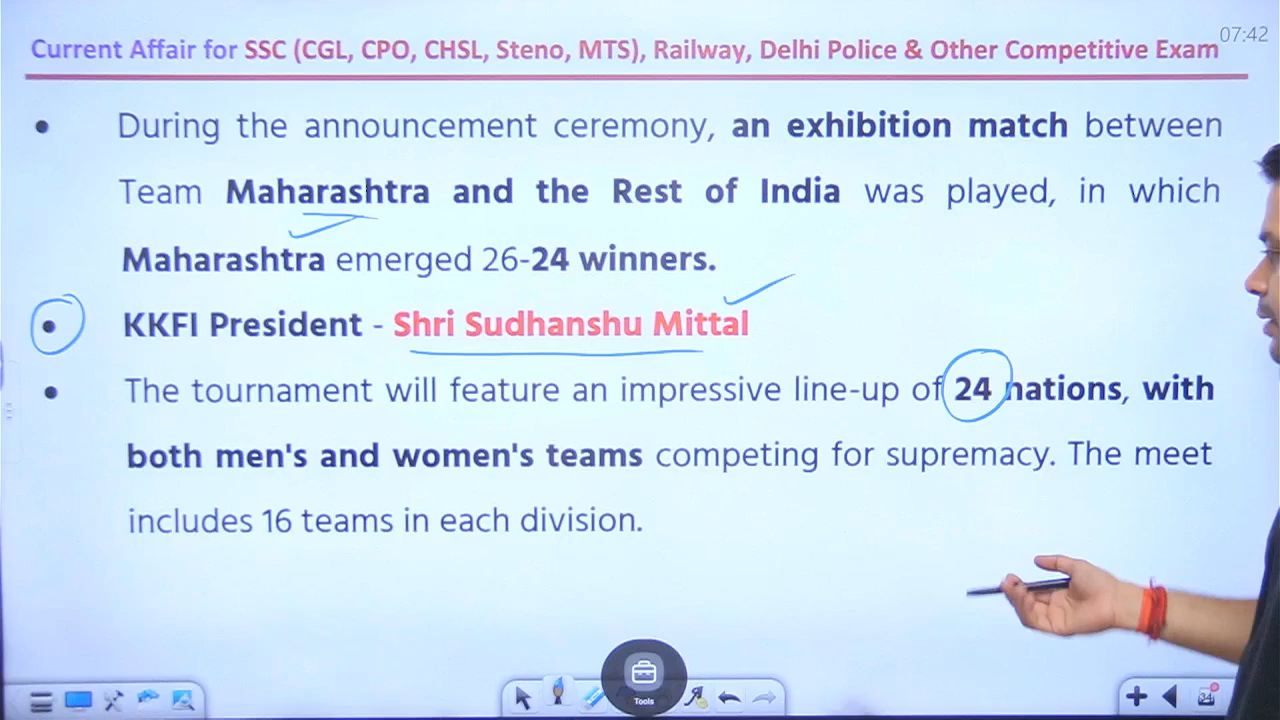 Current Affair for SSC (CGL, CPO, CHSL, Steno, MTS), Railway, Delhi Police & Other Competitive Exam
07:42
• During the announcement ceremony, an exhibition match between
Team Maharashtra and the Rest of India was played, in which
Maharashtra emerged 26-24 winners.
• KKFI President - Shri Sudhanshu Mittal
• The tournament will feature an impressive line-up of 24 nations, with
both men's and women's teams competing for supremacy. The meet
includes 16 teams in each division.
Tools
34